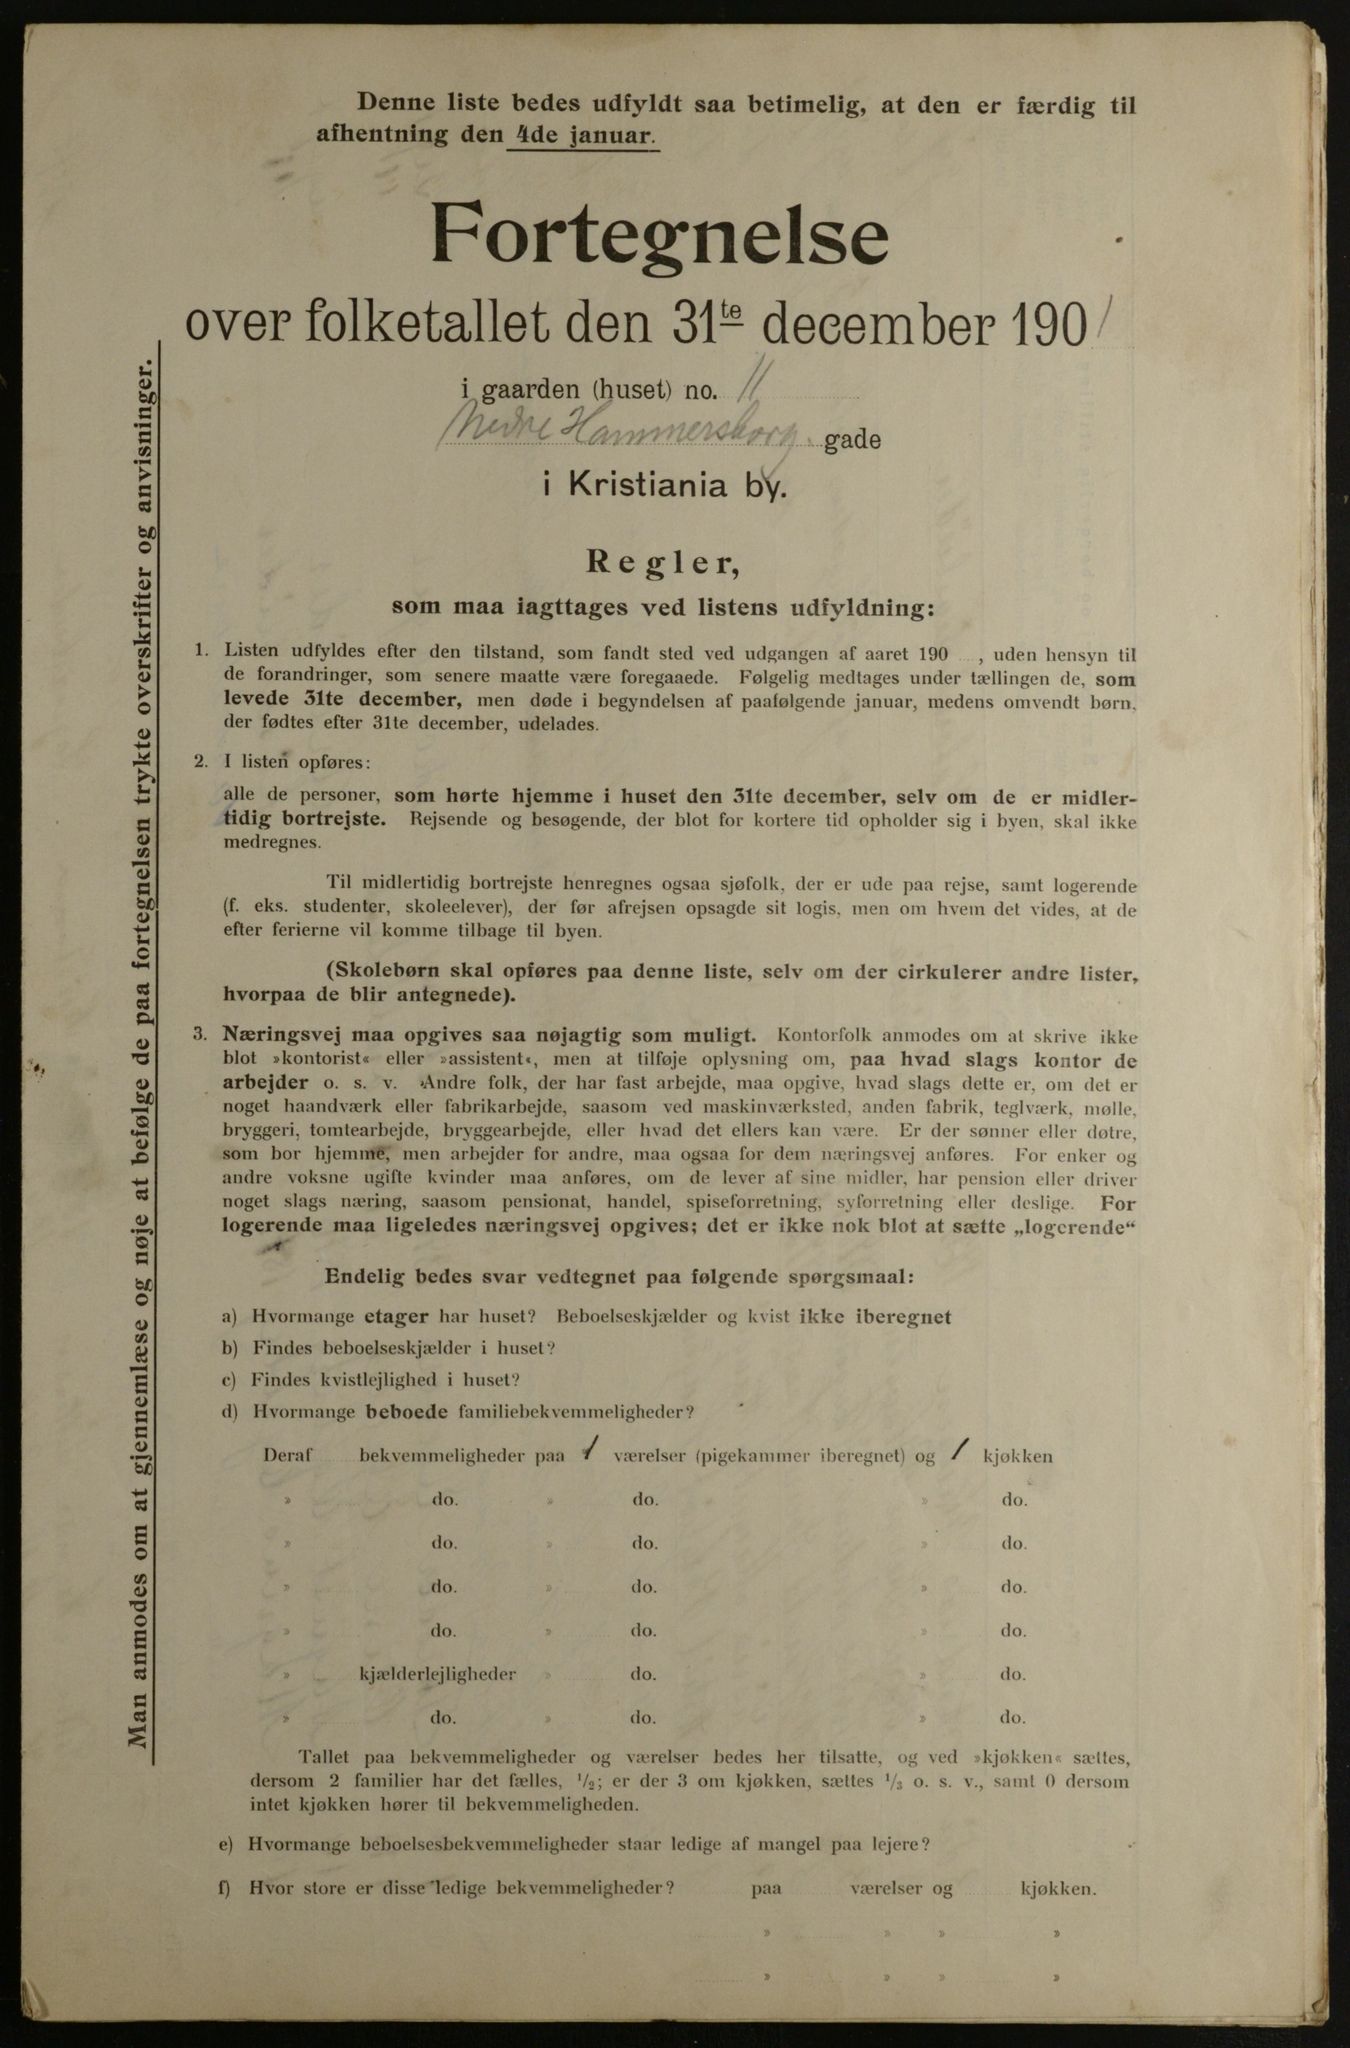 Denne liste bedes udfyldt saa betimelig, at den er færdig til
afhentning den 4de januar.
Fortegnelse
over folketallet den 31te december 1901
i gaarden (huset) no. 11
Nedre Hammersborg gade
i Kristiania by.
Regler,
som maa iagttages ved listens udfyldning:
1. Listen udfyldes efter den tilstand, som fandt sted ved udgangen af aaret 190 , uden hensyn til
de forandringer, som senere maatte være foregaaede. Følgelig medtages under tællingen de, som
levede 31te december, men døde i begyndelsen af paafølgende januar, medens omvendt børn,
der fødtes efter 31te december, udelades.
2. I listen opføres:
alle de personer, som hørte hjemme i huset den 31te december, selv om de er midler-
tidig bortrejste. Rejsende og besøgende, der blot for kortere tid opholder sig i byen, skal ikke
medregnes.
Til midlertidig bortrejste henregnes ogsaa sjøfolk, der er ude paa rejse, samt logerende
(f. eks. studenter, skoleelever), der før afrejsen opsagde sit logis, men om hvem det vides, at de
efter ferierne vil komme tilbage til byen.
(Skolebørn skal opføres paa denne liste, selv om der cirkulerer andre lister,
hvorpaa de blir antegnede).
3. Næringsvej maa opgives saa nøjagtig som muligt. Kontorfolk anmodes om at skrive ikke
blot »kontorist« eller »assistent«, men at tilføje oplysning om, paa hvad slags kontor de
arbejder o. s. v. Andre folk, der har fast arbejde, maa opgive, hvad slags dette er, om det er
noget haandværk eller fabrikarbejde, saasom ved maskinværksted, anden fabrik, teglværk, mølle,
bryggeri, tomtearbejde, bryggearbejde, eller hvad det ellers kan være. Er der sønner eller døtre,
som bor hjemme, men arbejder for andre, maa ogsaa for dem næringsvej anføres. For enker og
andre voksne ugifte kvinder maa anføres, om de lever af sine midler, har pension eller driver
noget slags næring, saasom pensionat, handel, spiseforretning, syforretning eller deslige. For
logerende maa ligeledes næringsvej opgives; det er ikke nok blot at sætte „logerende“
Endelig bedes svar vedtegnet paa følgende spørgsmaal:
a) Hvormange etager har huset? Beboelseskjælder og kvist ikke iberegnet
b) Findes beboelseskjælder i huset?
c) Findes kvistlejlighed i huset?
d) Hvormange beboede familiebekvemmeligheder?
Deraf bekvemmeligheder paa 1 værelser (pigekammer iberegnet) og 1 kjøkken
» do. » do. » do.
» do. » do. » do.
» do. » do. » do.
» do. » do. » do.
» kjælderlejligheder » do. » do.
» do. » do. » do.
Tallet paa bekvemmeligheder og værelser bedes her tilsatte, og ved »kjøkken« sættes,
dersom 2 familier har det fælles, 1/2; er der 3 om kjøkken, sættes 1/3 o. s. v., samt 0 dersom
intet kjøkken hører til bekvemmeligheden.
e) Hvormange beboelsesbekvemmeligheder staar ledige af mangel paa lejere?
f) Hvor store er disse ledige bekvemmeligheder? paa værelser og kjøkken.
» » » »
» » » »
Man anmodes om at gjennemlæse og nøje at befølge de paa fortegnelsen trykte overskrifter og anvisninger.